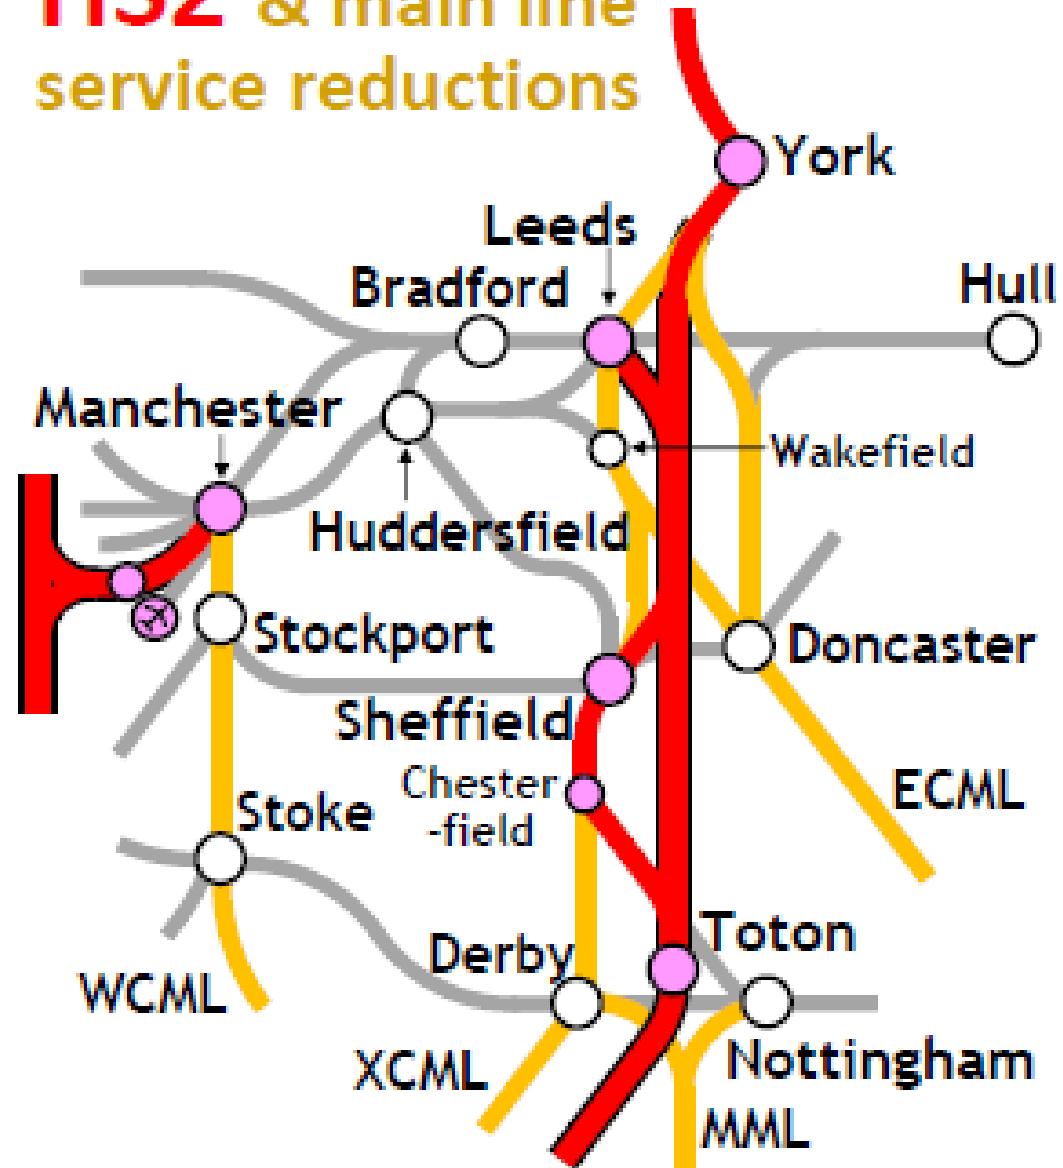 HS2 & main line
service reductions
York
Leeds
Bradford
Hull
Manchester
Wakefield
Huddersfield
Stockport
Doncaster
Sheffield
Chester
-field
ECML
Stoke
Toton
Derby
WCML
Nottingham
XCML
MML